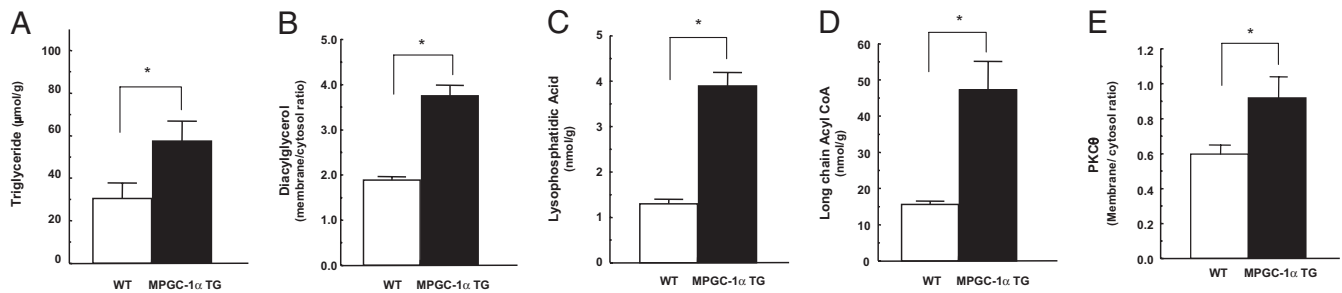 A
Triglyceride (µmol/g)
100
80
60
40
20
0
*
WT MPGC-1α TG
B
Diacylglycerol
(membrane/cytosol ratio)
5.0
4.0
3.0
2.0
1.0
0.0
*
WT MPGC-1α TG
C
Lysophosphatidic Acid
(nmol/g)
5
4
3
2
1
0
*
WT MPGC-1α TG
D
Long chain Acyl CoA
(nmol/g)
60
50
40
30
20
10
0
*
WT MPGC-1α TG
E
PKCθ
(Membrane/ cytosol ratio)
1.2
1.0
0.8
0.6
0.4
0.2
0.0
*
WT MPGC-1α TG